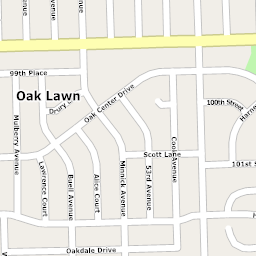 99th Place
Oak Lawn
Drury
Oak Center Drive
100th Street
Mulberry Avenue
Cook Avenue
Scott Lane
101st S
Lawrence Court
Buell Avenue
Alice Court
Minnick Avenue
53rd Avenue
Oakdale Drive